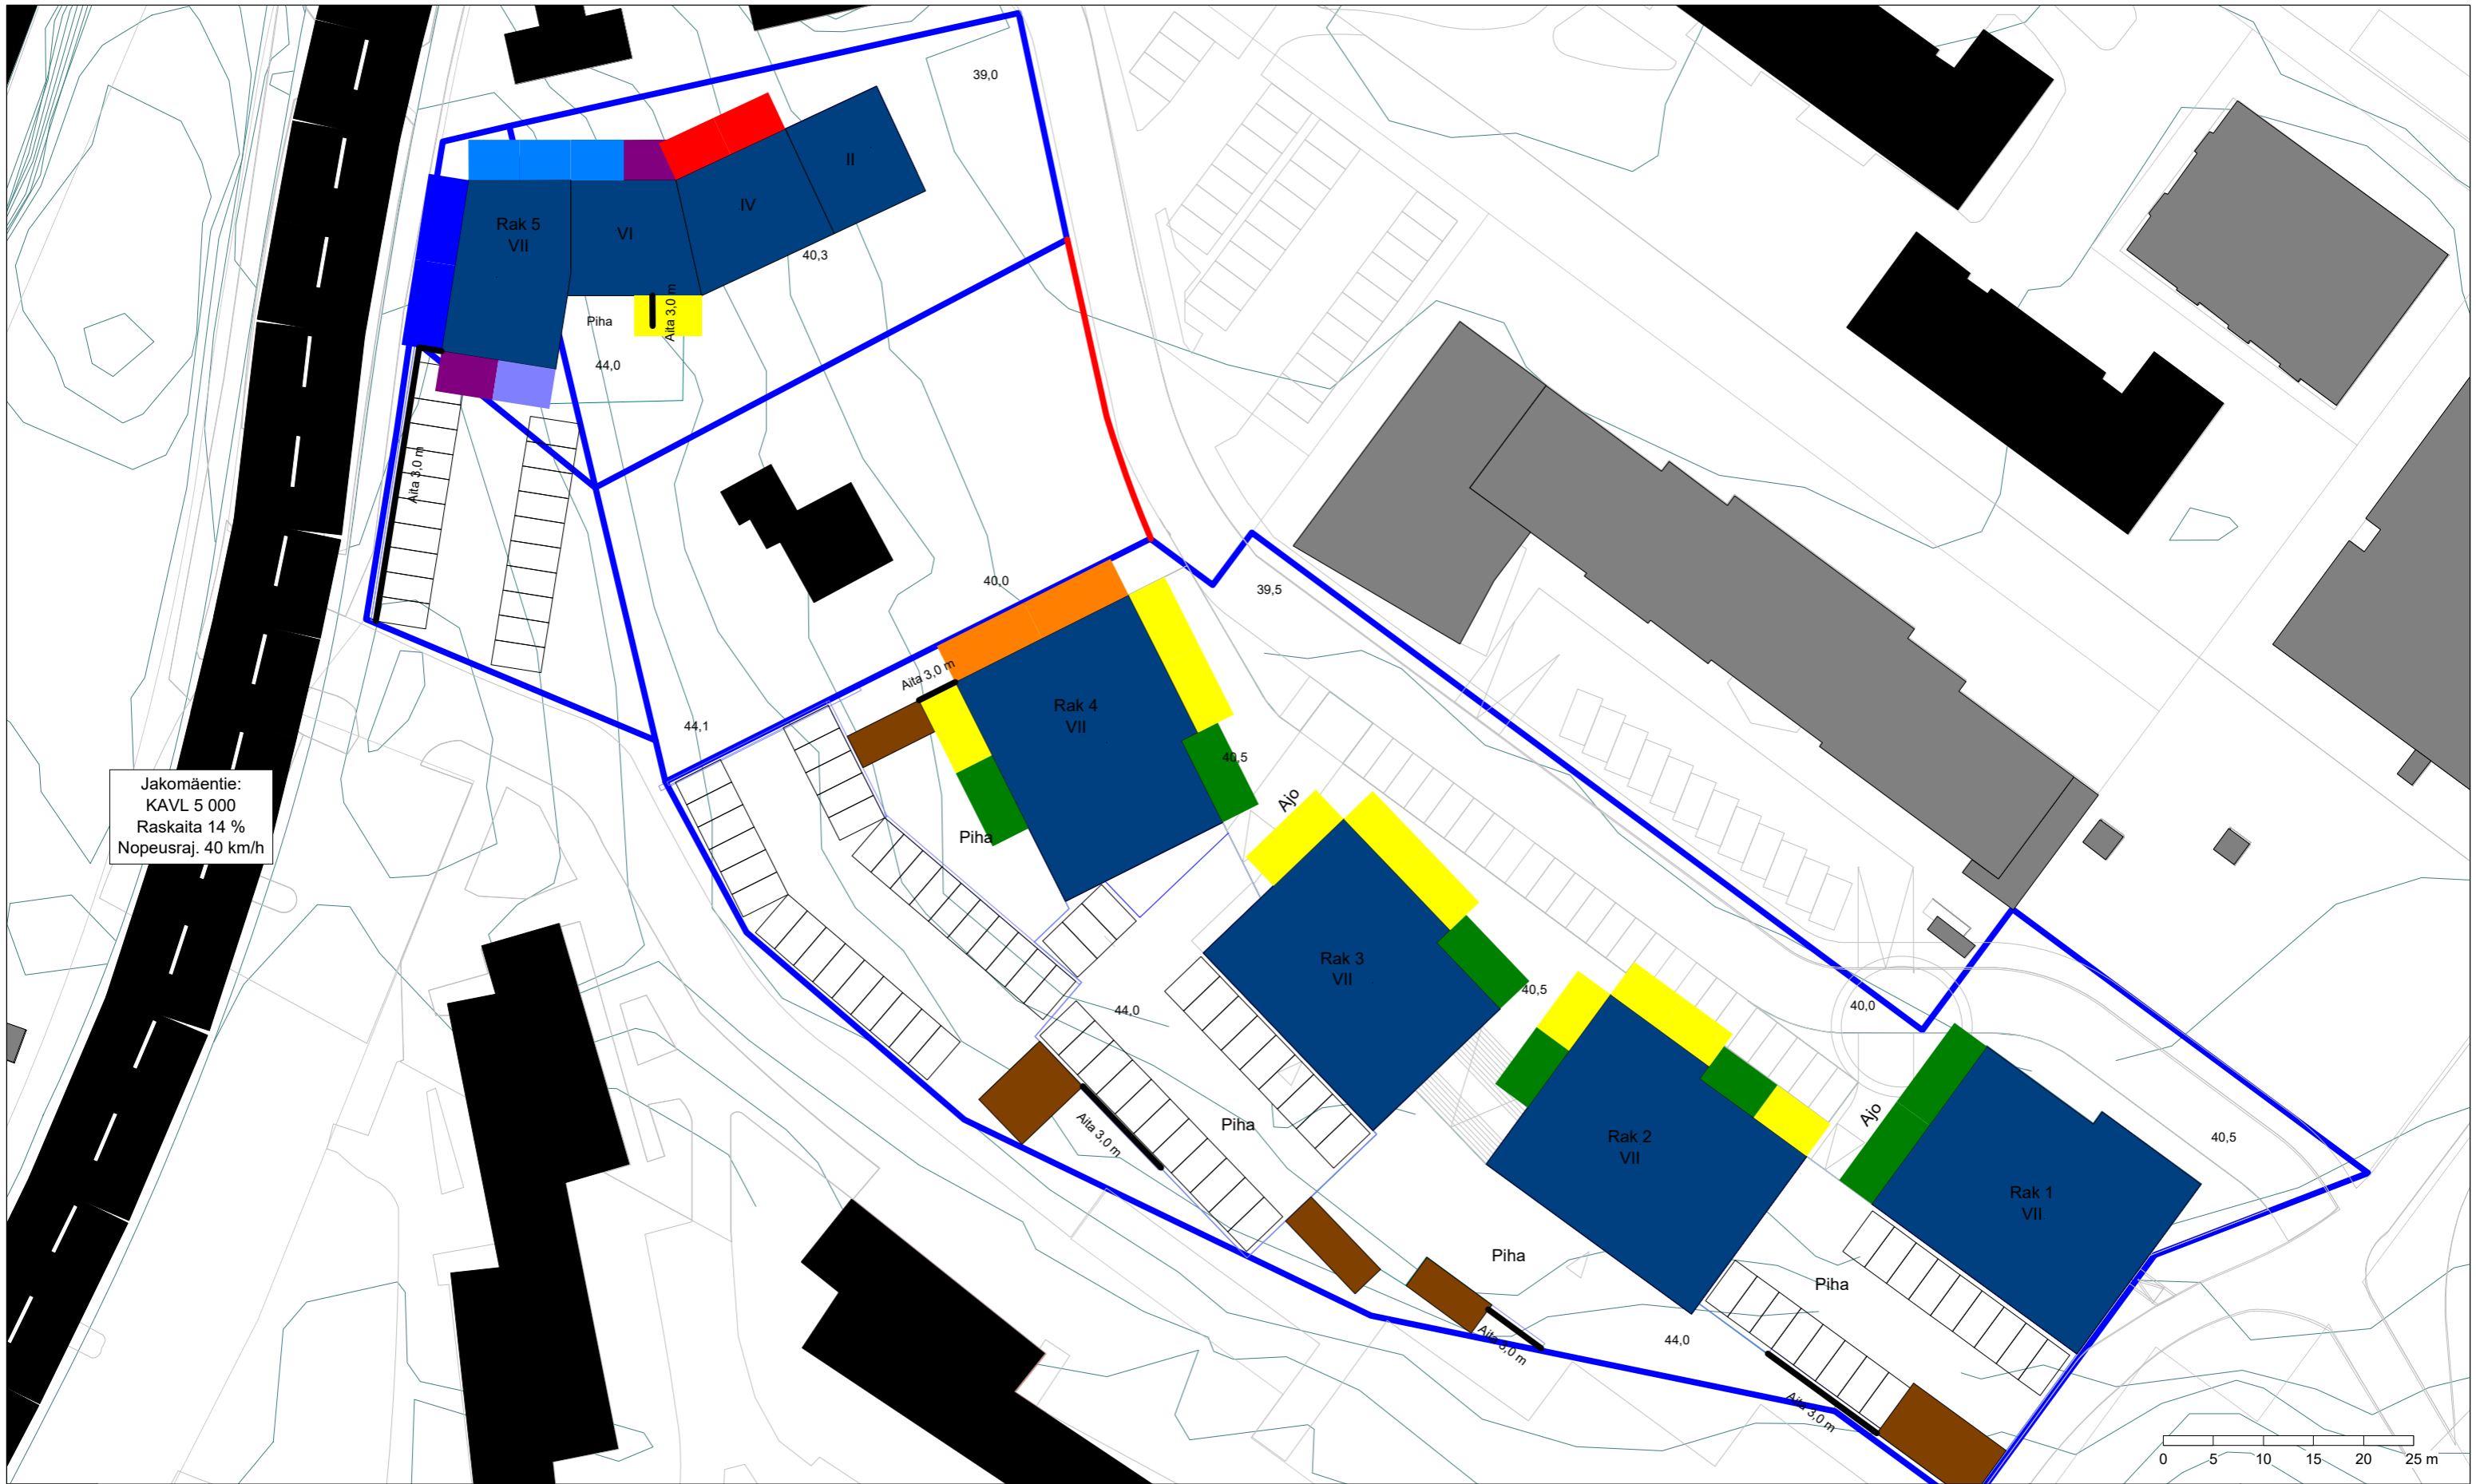 39,0
II
IV
Rak 5
VII
VI
40,3
Aita 3,0 m
Piha
44,0
Aita 3,0 m
40,0
39,5
Aita 3,0 m
Rak 4
VII
44,1
40,5
Jakomäentie:
KAVL 5 000
Raskaita 14 %
Nopeusraj. 40 km/h
Ajo
Piha
Rak 3
VII
40,5
44,0
40,0
Ajo
Aita 3,0 m
Piha
Rak 2
VII
40,5
Rak 1
VII
Piha
Piha
44,0
Aita 3,0 m
Aita 3,0 m
0 5 10 15 20 25 m